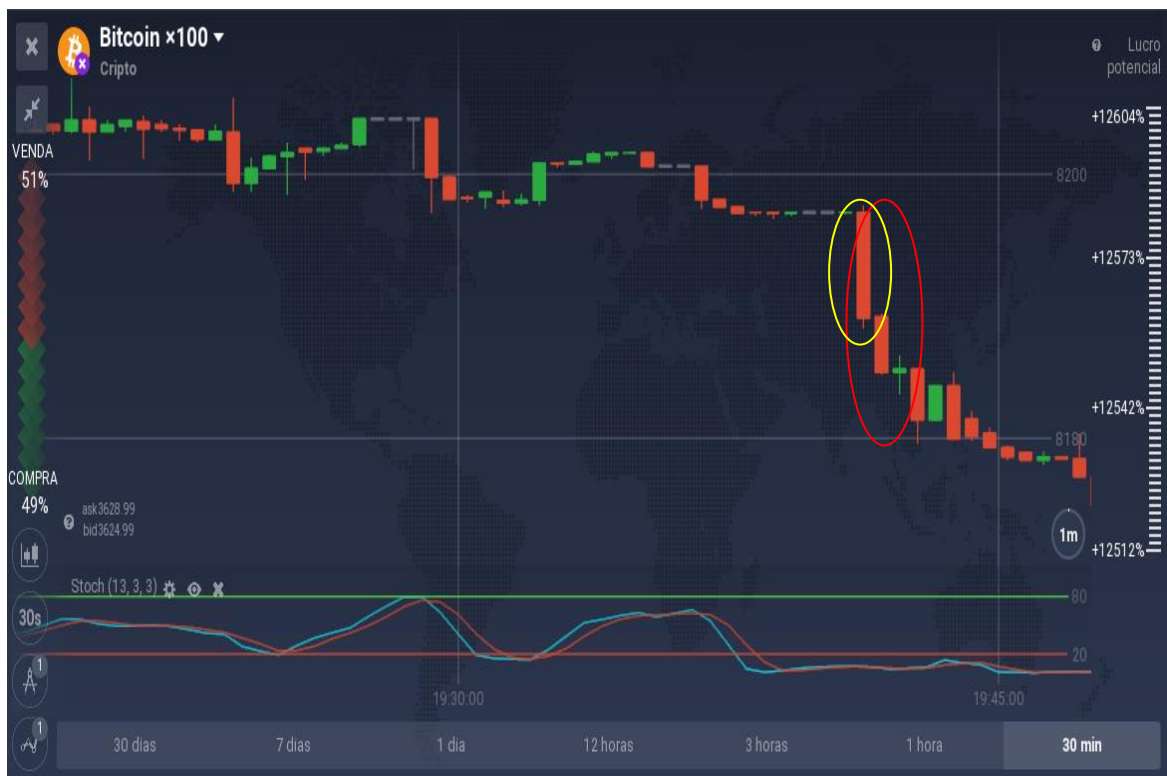 Bitcoin ×100
Cripto
Lucro
potencial
+12604%
VENDA
51%
8200
+12573%
+12542%
8180
COMPRA
49%
ask3628.99
bid3624.99
1m
+12512%
Stoch (13, 3, 3)
80
30s
20
1
19:30:00
19:45:00
1
30 dias
7 dias
1 dia
12 horas
3 horas
1 hora
30 min